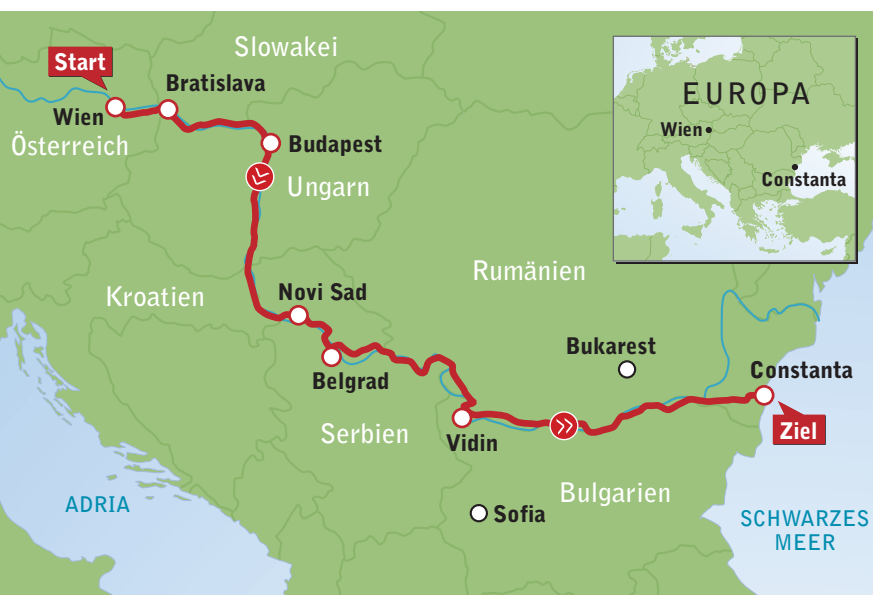 Slowakei
Start
Bratislava
Wien
Österreich
Budapest
Ungarn
EUROPA
Wien
Constanta
Rumänien
Kroatien
Novi Sad
Bukarest
Belgrad
Constanta
Serbien
Vidin
Ziel
Bulgarien
ADRIA
Sofia
SCHWARZES
MEER